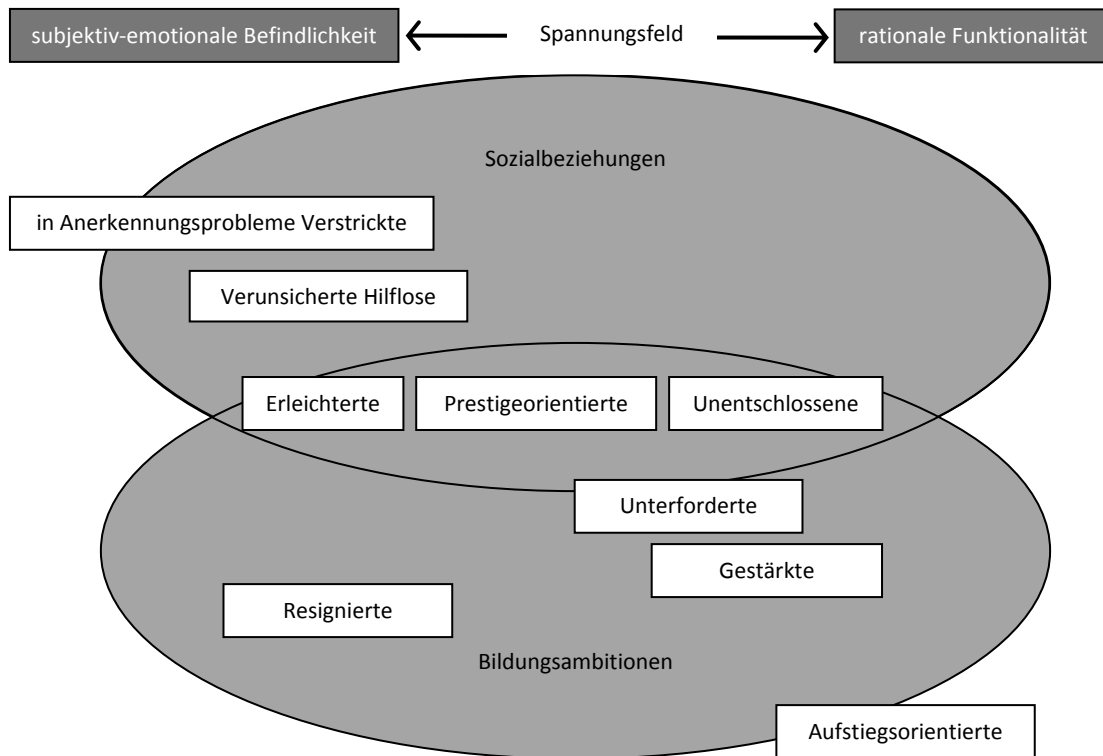 subjektiv-emotionale Befindlichkeit
Spannungsfeld
rationale Funktionalität
Sozialbeziehungen
in Anerkennungsprobleme Verstrickte
Verunsicherte Hilflose
Erleichterte
Prestigeorientierte
Unentschlossene
Unterforderte
Gestärkte
Resignierte
Bildungsambitionen
Aufstiegsorientierte